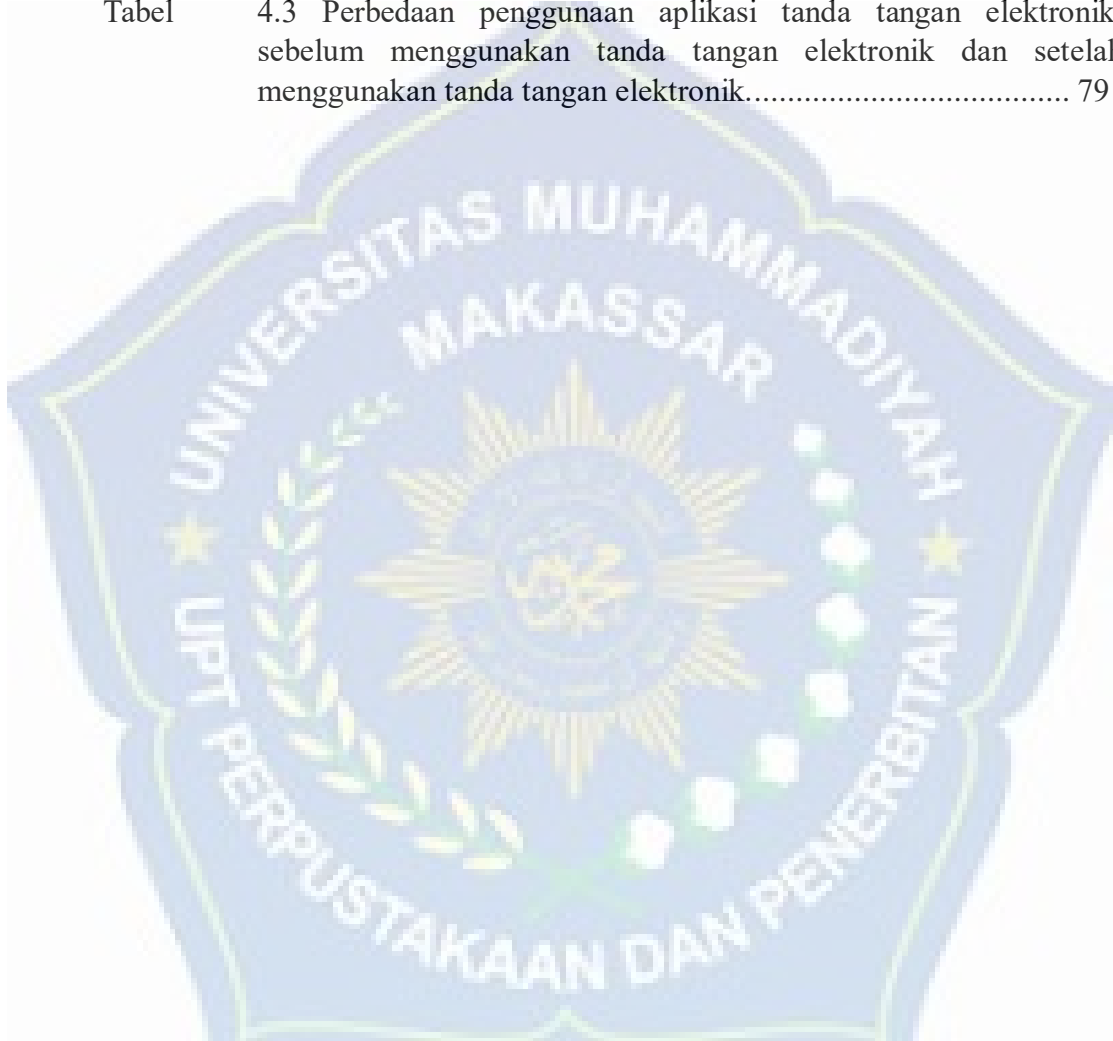 Tabel 4.3 Perbedaan penggunaan aplikasi tanda tangan elektronik
sebelum menggunakan tanda tangan elektronik dan setelah
menggunakan tanda tangan elektronik...................................... 79
UNIVERSITAS MUHAMMADIYAH
MAKASSAR
UPT PERPUSTAKAAN DAN PENERBITAN